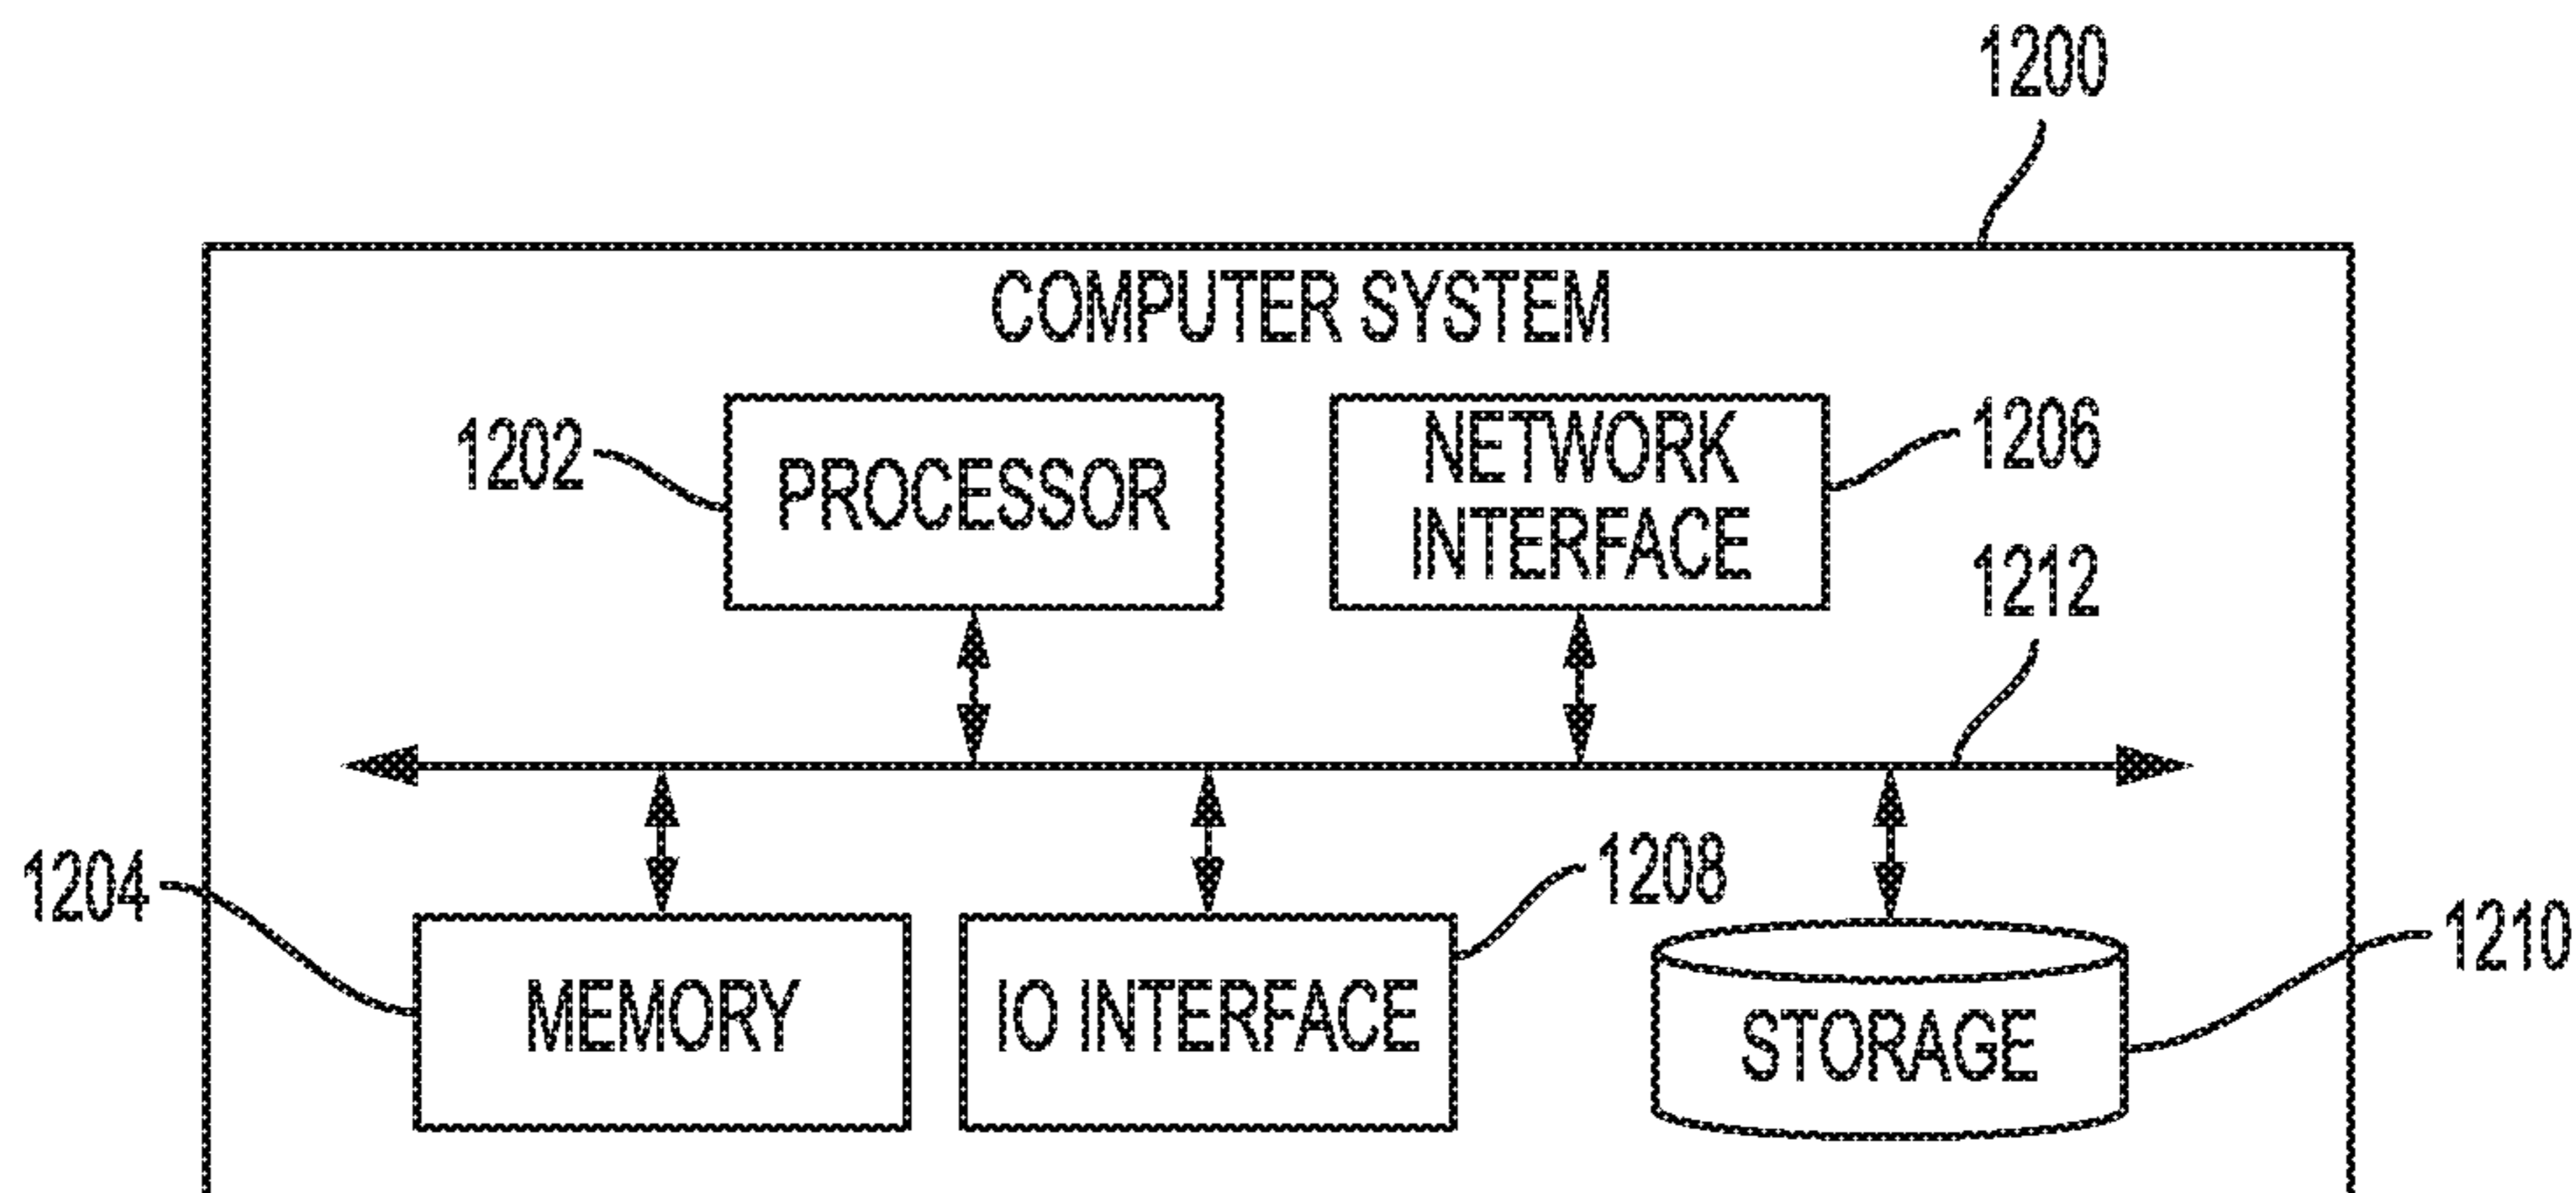 1200
COMPUTER SYSTEM
1202
PROCESSOR
NETWORK
INTERFACE
1206
1212
1204
MEMORY
IO INTERFACE
1208
STORAGE
1210